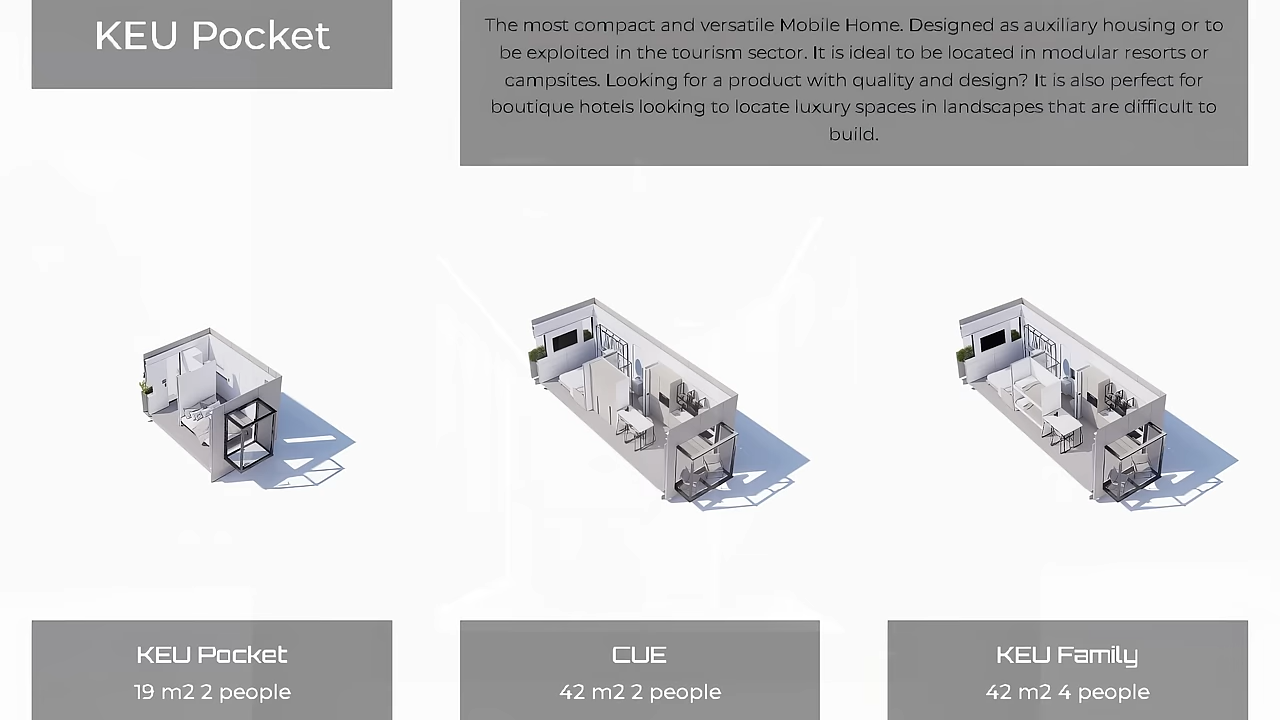 KEU Pocket
The most compact and versatile Mobile Home. Designed as auxiliary housing or to
be exploited in the tourism sector. It is ideal to be located in modular resorts or
campsites. Looking for a product with quality and design? It is also perfect for
boutique hotels looking to locate luxury spaces in landscapes that are difficult to
build.
KEU Pocket
19 m2 2 people
CUE
42 m2 2 people
KEU Family
42 m2 4 people